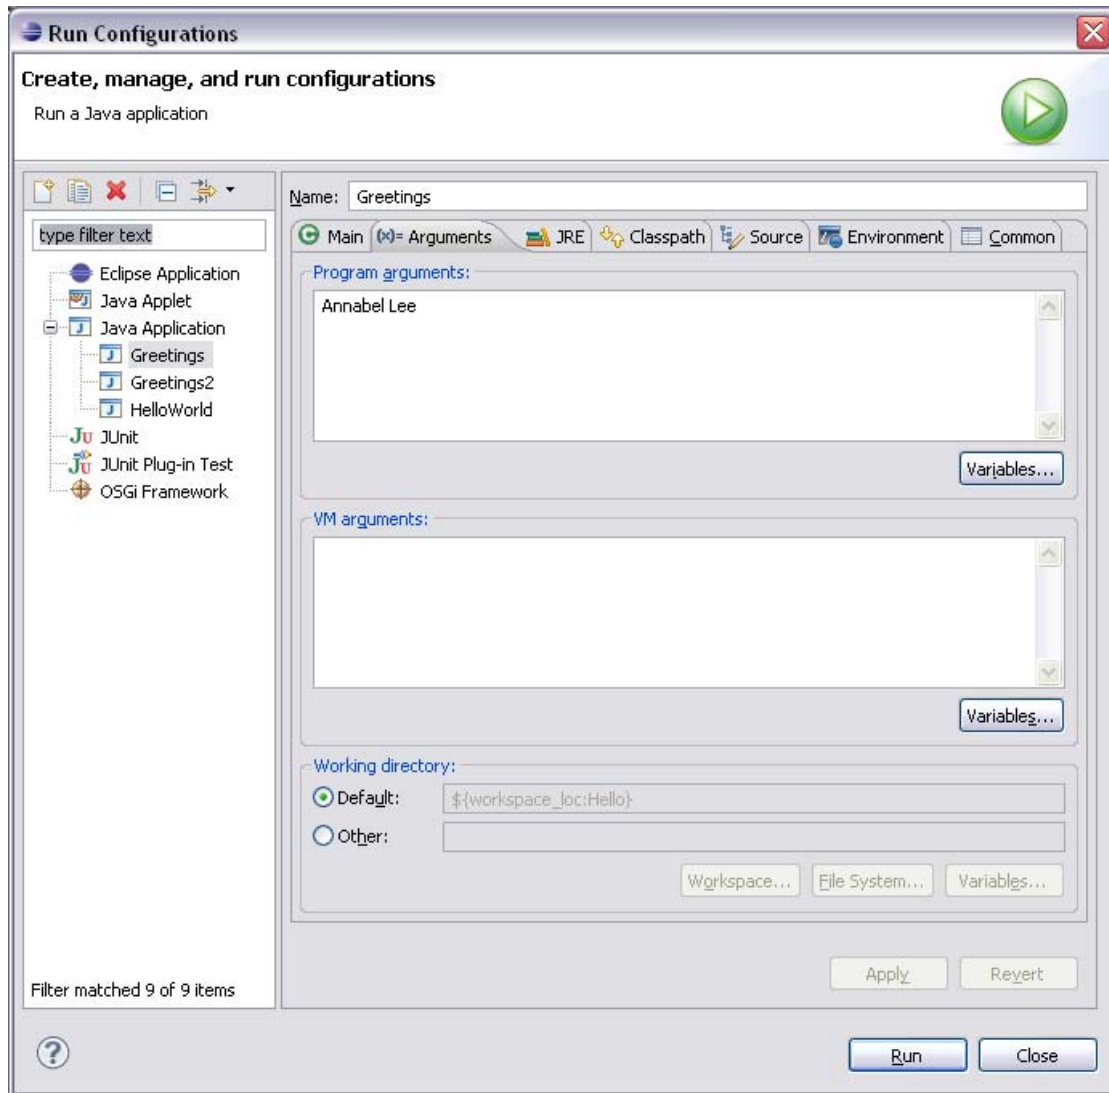 Run Configurations
Create, manage, and run configurations
Run a Java application
type filter text
Eclipse Application
Java Applet
Java Application
Greetings
Greetings2
HelloWorld
JUnit
JUnit Plug-in Test
OSGi Framework
Filter matched 9 of 9 items
Name: Greetings
Main (x)= Arguments JRE Classpath Source Environment Common
Program arguments:
Annabel Lee
Variables...
VM arguments:
Variables...
Working directory:
Default: ${workspace_loc:Hello}
Other:
Workspace... File System... Variables...
Apply Revert
Run Close